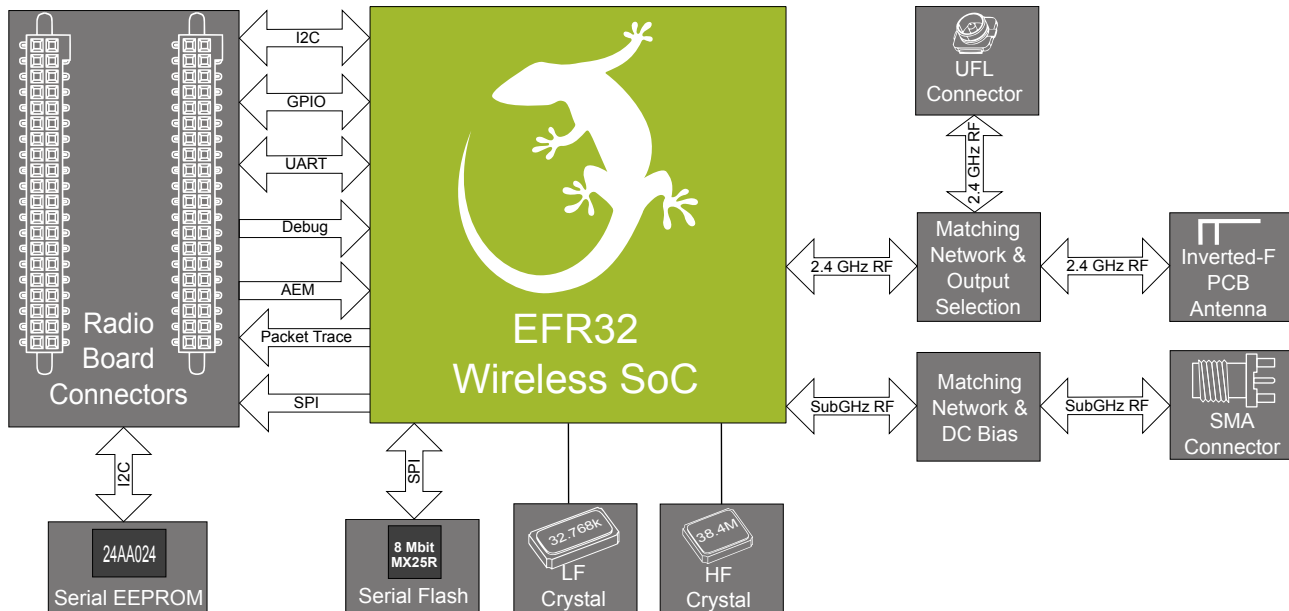 Radio
Board
Connectors
I2C
GPIO
UART
Debug
AEM
Packet Trace
SPI
EFR32
Wireless SoC
UFL
Connector
2.4 GHz RF
2.4 GHz RF
Matching
Network &
Output
Selection
2.4 GHz RF
Inverted-F
PCB
Antenna
SubGHz RF
Matching
Network &
DC Bias
SubGHz RF
SMA
Connector
I2C
24AA024
Serial EEPROM
SPI
8 Mbit
MX25R
Serial Flash
32.768k
LF
Crystal
38.4M
HF
Crystal